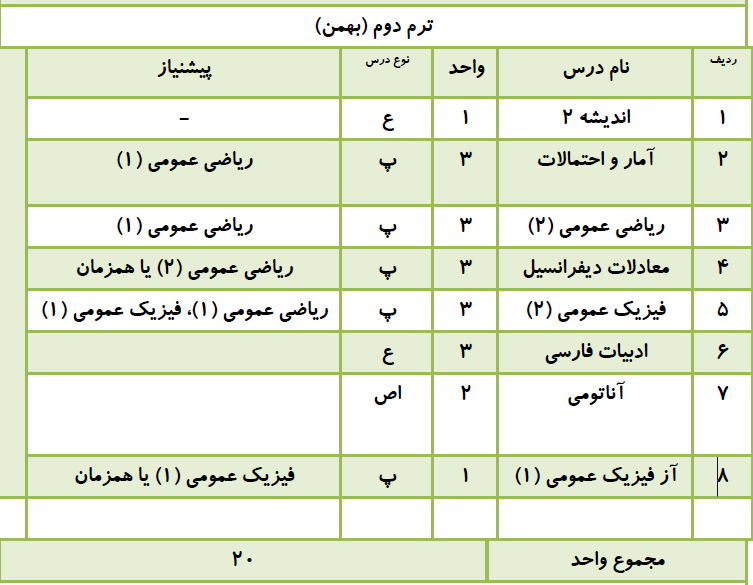 ترم دوم (بهمن)
ردیف نام درس واحد نوع درس پیشنیاز
۱ اندیشه ۲ ۱ ع -
۲ آمار و احتمالات ۳ پ ریاضی عمومی (۱)
۳ ریاضی عمومی (۲) ۳ پ ریاضی عمومی (۱)
۴ معادلات دیفرانسیل ۳ پ ریاضی عمومی (۲) یا همزمان
۵ فیزیک عمومی (۲) ۳ پ ریاضی عمومی (۱)، فیزیک عمومی (۱)
۶ ادبیات فارسی ۳ ع
۷ آناتومی ۲ اص
۸ آز فیزیک عمومی (۱) ۱ پ فیزیک عمومی (۱) یا همزمان
مجموع واحد ۲۰